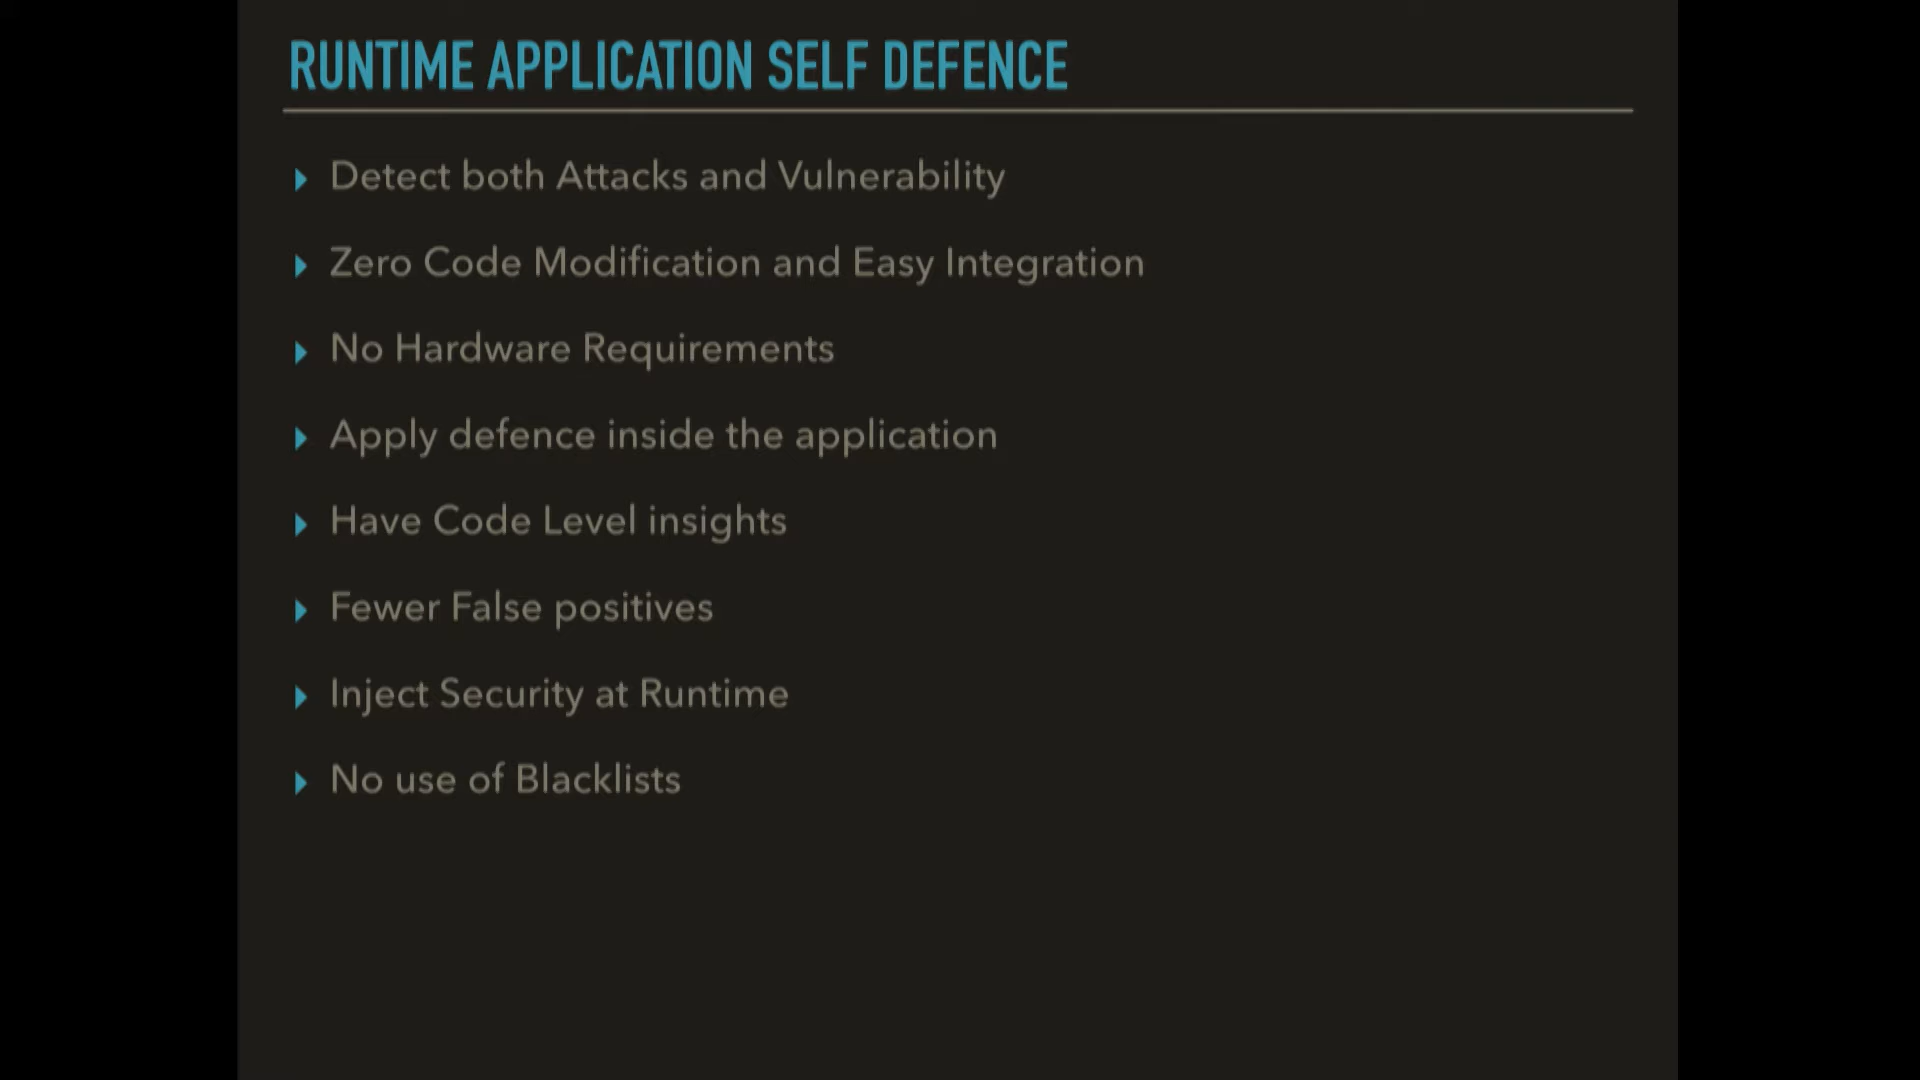 RUNTIME APPLICATION SELF DEFENCE
Detect both Attacks and Vulnerability
Zero Code Modification and Easy Integration
No Hardware Requirements
Apply defence inside the application
Have Code Level insights
Fewer False positives
Inject Security at Runtime
No use of Blacklists